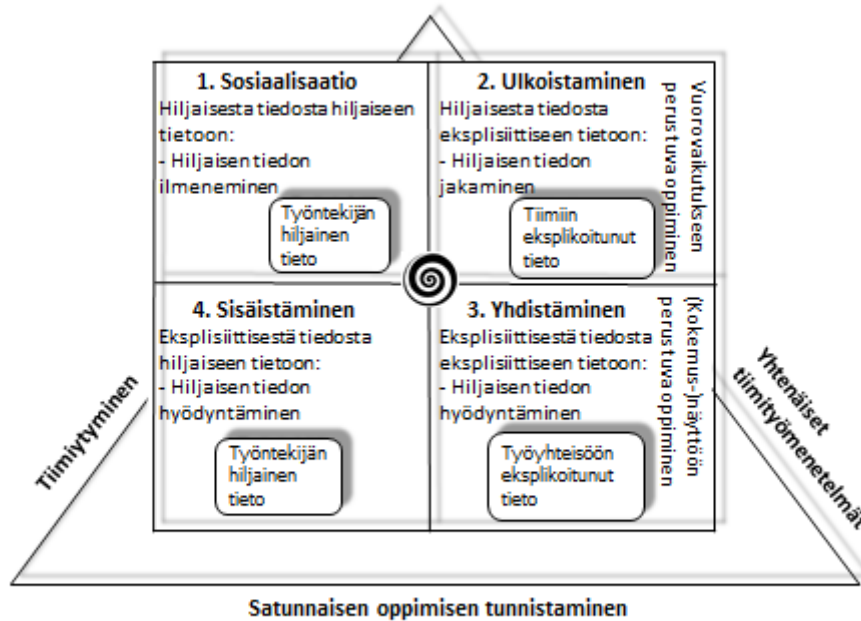 1. Sosiaalisaatio
Hiljaisesta tiedosta hiljaiseen
tietoon:
- Hiljaisen tiedon
ilmeneminen
Työntekijän
hiljainen
tieto
2. Ulkoistaminen
Hiljaisesta tiedosta
eksplisiittiseen tietoon:
- Hiljaisen tiedon
jakaminen
Tiimiin
eksplikoitunut
tieto
Vuorovaikutukseen
perustuva oppiminen
4. Sisäistäminen
Eksplisiittisestä tiedosta
hiljaiseen tietoon:
- Hiljaisen tiedon
hyödyntäminen
Työntekijän
hiljainen
tieto
3. Yhdistäminen
Eksplisiittisestä tiedosta
eksplisiittiseen tietoon:
- Hiljaisen tiedon
hyödyntäminen
Työyhteisöön
eksplikoitunut
tieto
(Kokemus-)näyttöön
perustuva oppiminen
Tiimiytyminen
Yhtenäiset
tiimityömenetelmät
Satunnaisen oppimisen tunnistaminen